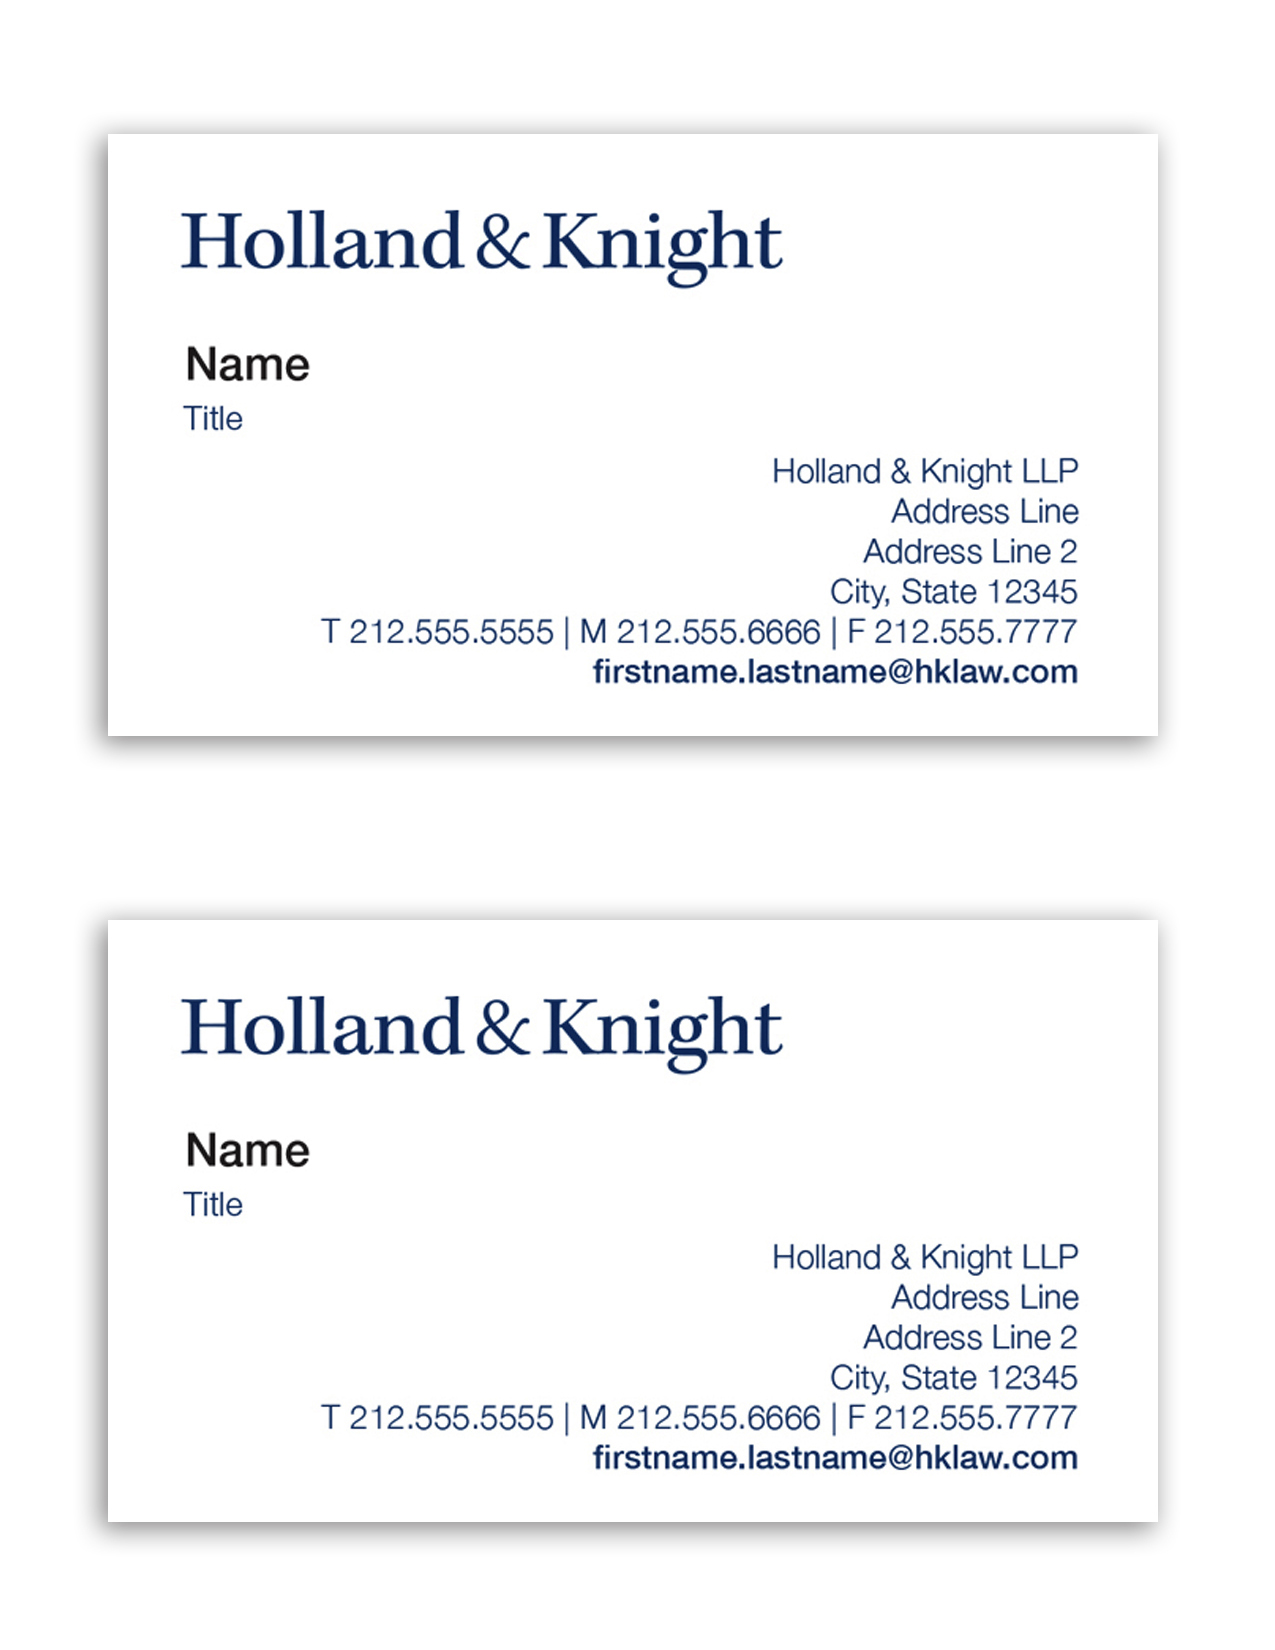 Holland & Knight
Name
Title
Holland & Knight LLP
Address Line
Address Line 2
City, State 12345
T 212.555.5555 | M 212.555.6666 | F 212.555.7777
firstname.lastname@hklaw.com
Holland & Knight
Name
Title
Holland & Knight LLP
Address Line
Address Line 2
City, State 12345
T 212.555.5555 | M 212.555.6666 | F 212.555.7777
firstname.lastname@hklaw.com